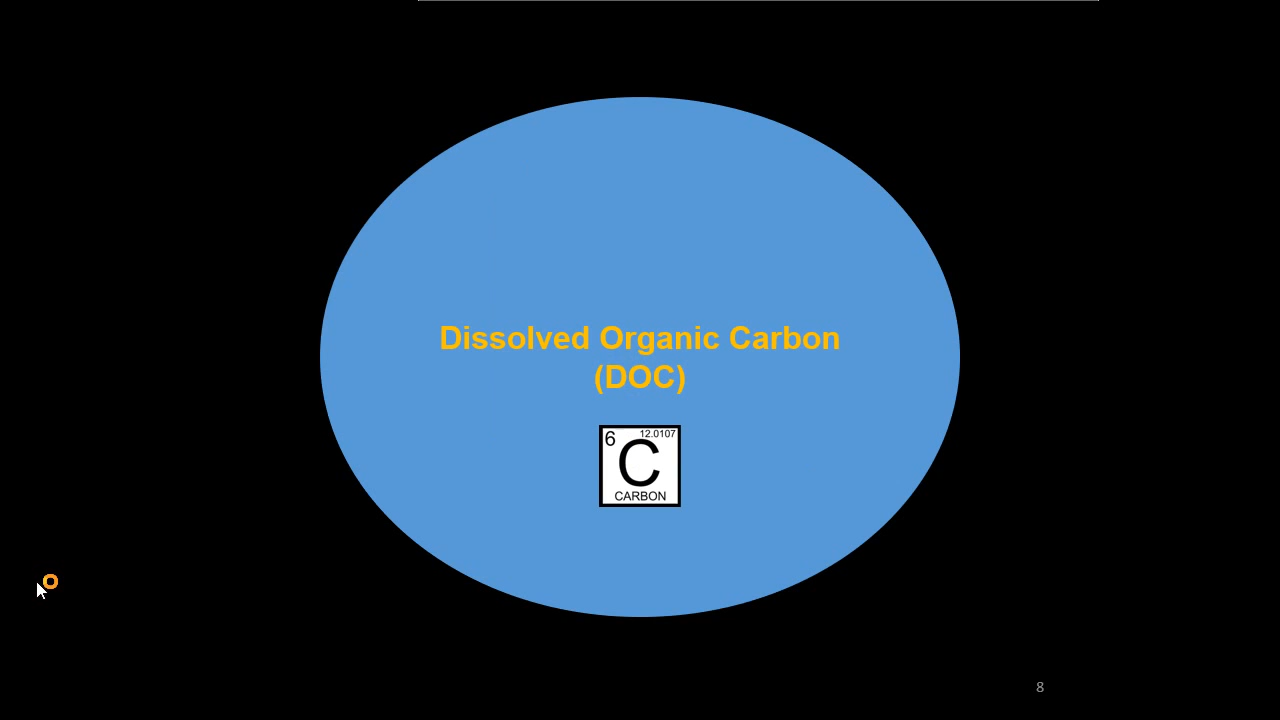 Dissolved Organic Carbon
(DOC)
6 12.0107
C
CARBON
8